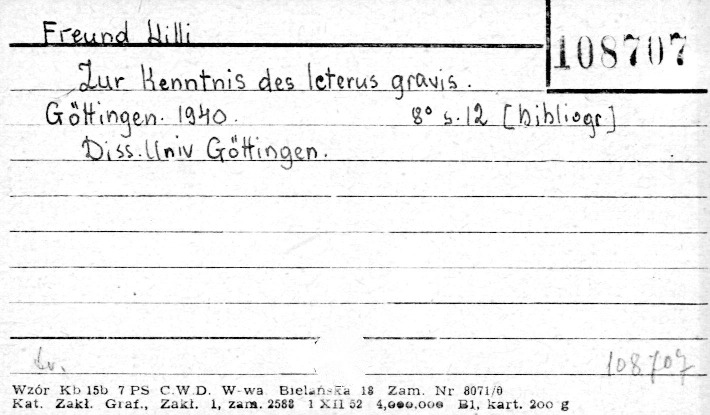 Freund Willi
108707
Zur Kenntnis des Icterus gravis.
Göttingen. 1940. 8° s. 12 [bibliogr]
Diss. Univ Göttingen.
108707
Wzór Kb 15b 7 PS C.W.D. W-wa Bielańska 18 Zam. Nr 8071/0
Kat. Zakł. Graf., Zakł. 1, zam. 2588 1 XII 52 4,000.000 B1, kart. 200 g